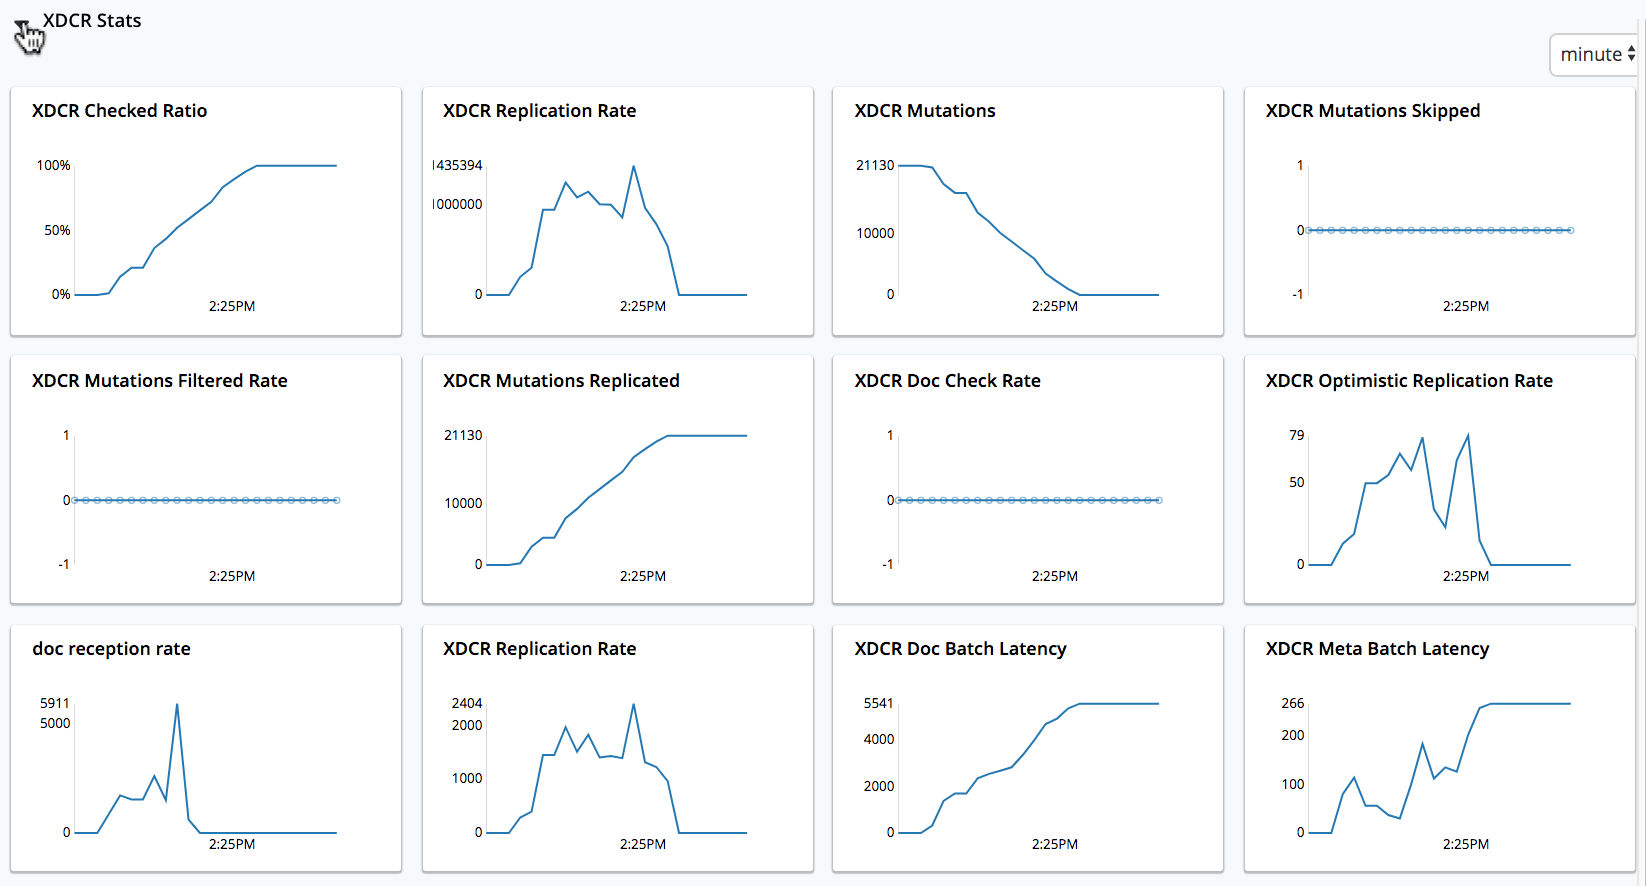 XDCR Stats
minute
XDCR Checked Ratio
100%
50%
0%
2:25PM
XDCR Replication Rate
1435394
1000000
0
2:25PM
XDCR Mutations
21130
10000
0
2:25PM
XDCR Mutations Skipped
1
0
-1
2:25PM
XDCR Mutations Filtered Rate
1
0
-1
2:25PM
XDCR Mutations Replicated
21130
10000
0
2:25PM
XDCR Doc Check Rate
1
0
-1
2:25PM
XDCR Optimistic Replication Rate
79
50
0
2:25PM
doc reception rate
5911
5000
0
2:25PM
XDCR Replication Rate
2404
2000
1000
0
2:25PM
XDCR Doc Batch Latency
5541
4000
2000
0
2:25PM
XDCR Meta Batch Latency
266
200
100
0
2:25PM